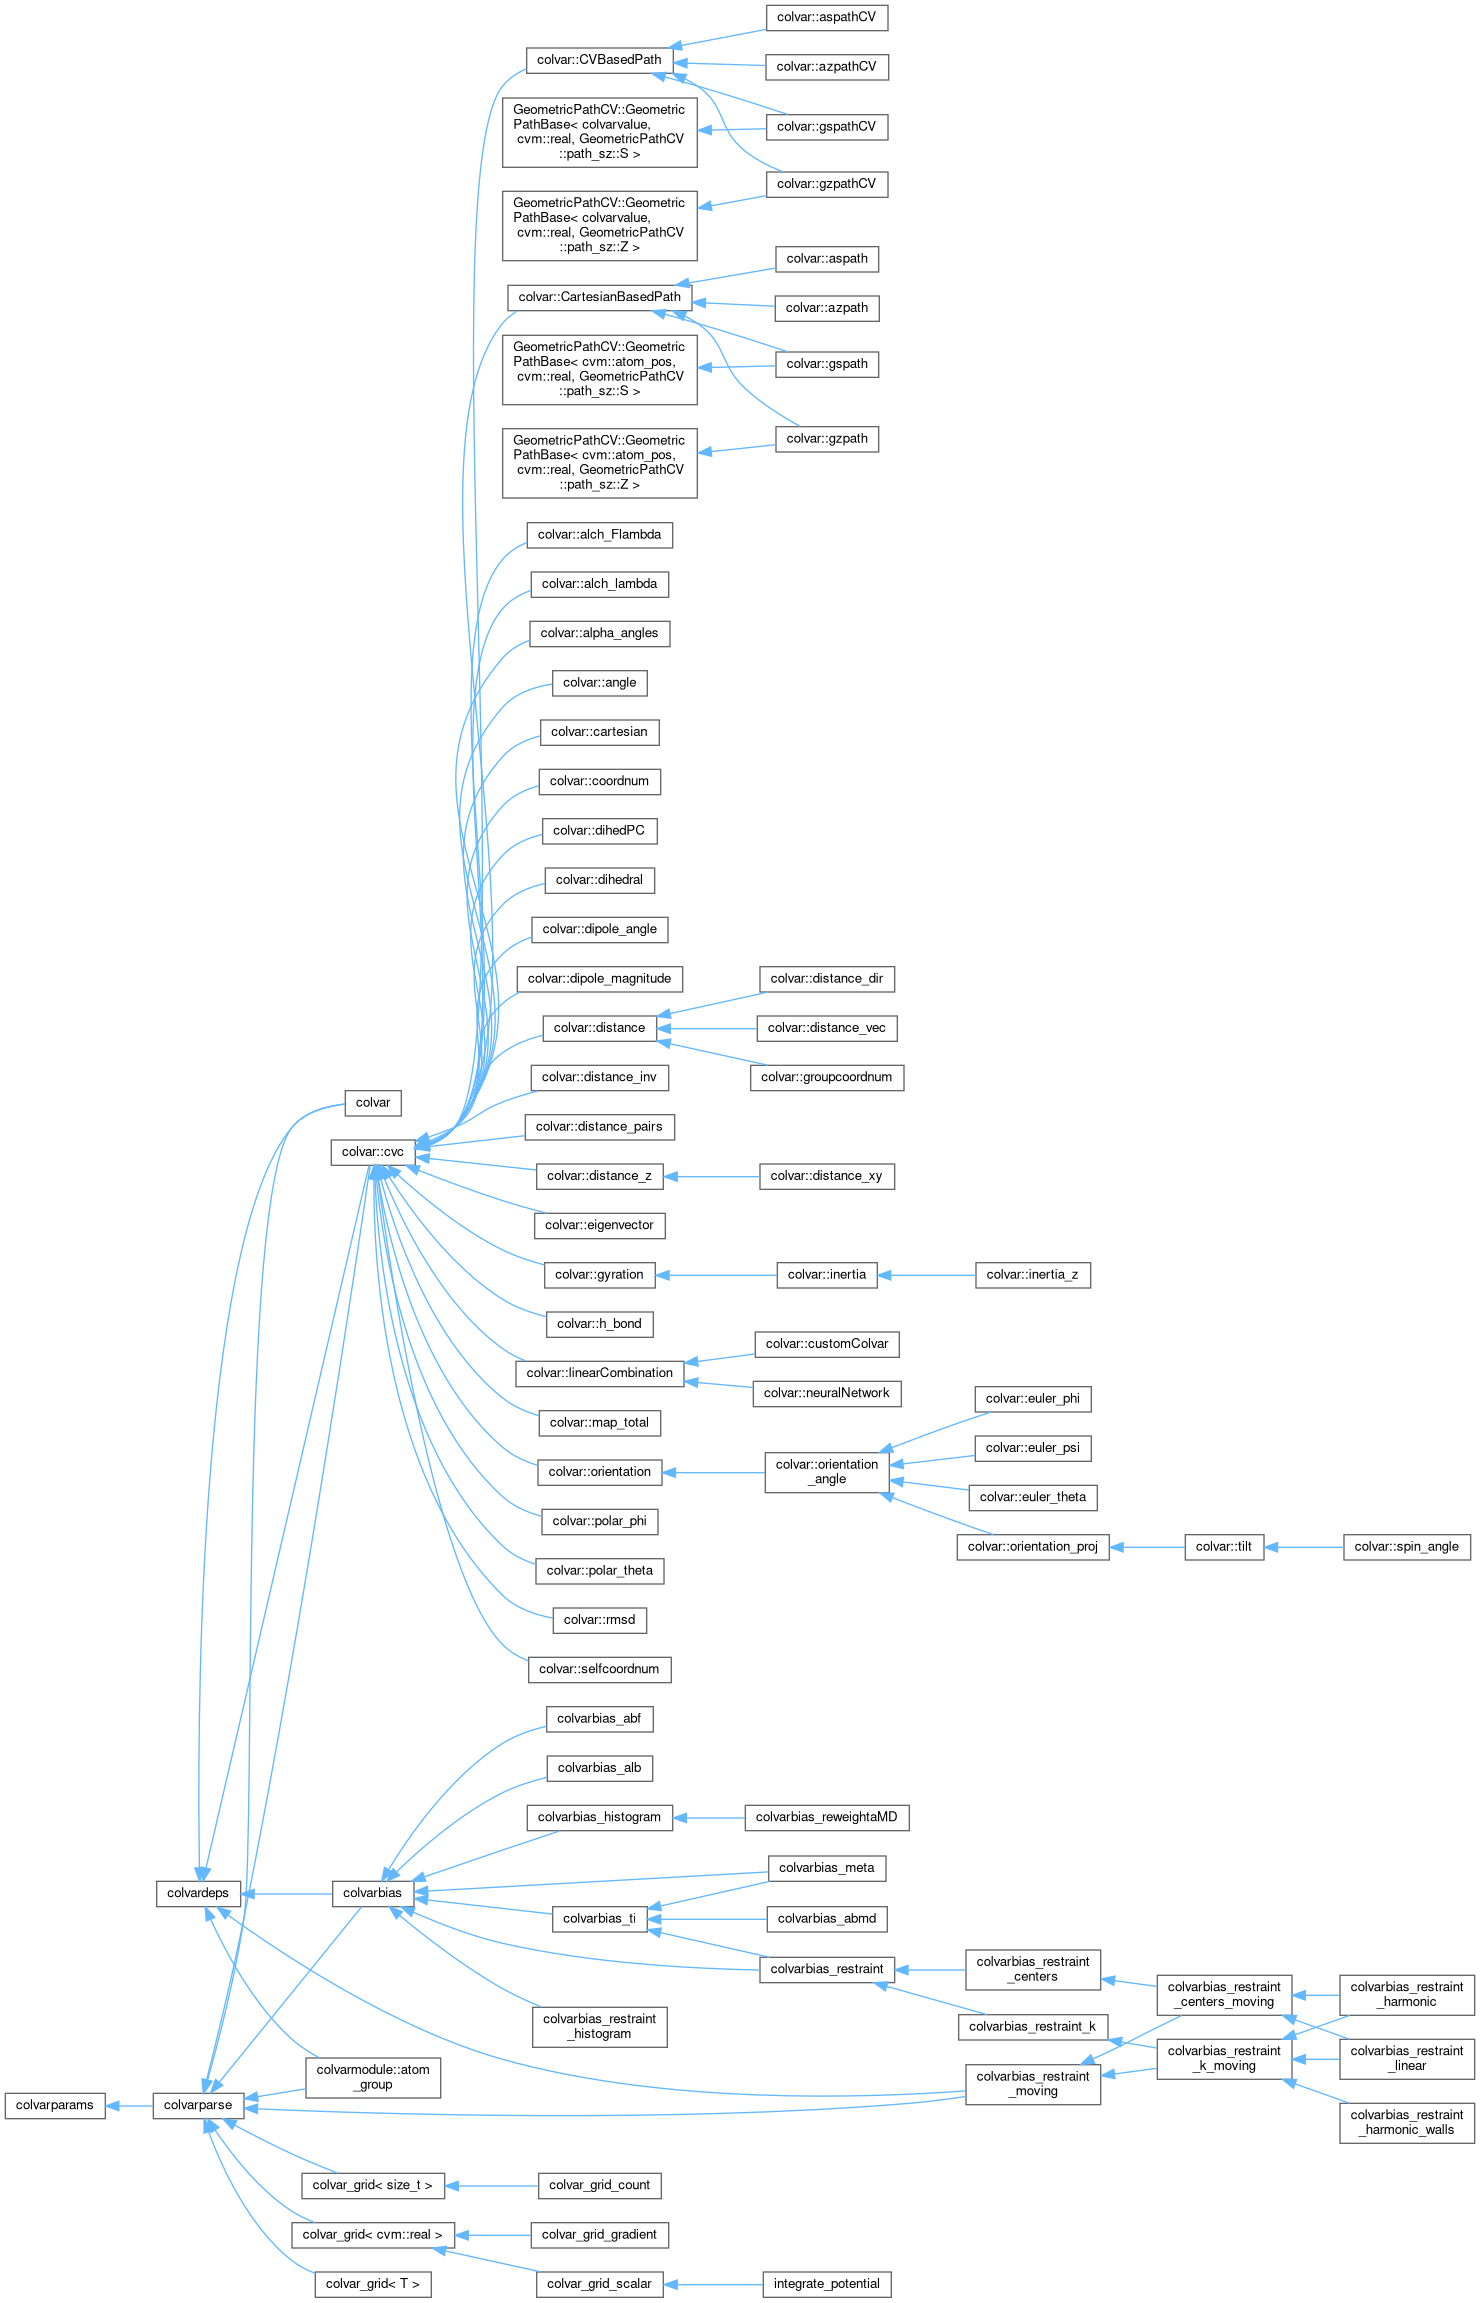 colvar::aspathCV
colvar::CVBasedPath
colvar::azpathCV
GeometricPathCV::Geometric
PathBase< colvarvalue,
cvm::real, GeometricPathCV
::path_sz::S >
colvar::gspathCV
colvar::gzpathCV
GeometricPathCV::Geometric
PathBase< colvarvalue,
cvm::real, GeometricPathCV
::path_sz::Z >
colvar::aspath
colvar::CartesianBasedPath
colvar::azpath
GeometricPathCV::Geometric
PathBase< cvm::atom_pos,
cvm::real, GeometricPathCV
::path_sz::S >
colvar::gspath
colvar::gzpath
GeometricPathCV::Geometric
PathBase< cvm::atom_pos,
cvm::real, GeometricPathCV
::path_sz::Z >
colvar::alch_Flambda
colvar::alch_lambda
colvar::alpha_angles
colvar::angle
colvar::cartesian
colvar::coordnum
colvar::dihedPC
colvar::dihedral
colvar::dipole_angle
colvar::dipole_magnitude
colvar::distance_dir
colvar::distance
colvar::distance_vec
colvar::distance_inv
colvar::groupcoordnum
colvar
colvar::distance_pairs
colvar::cvc
colvar::distance_z
colvar::distance_xy
colvar::eigenvector
colvar::gyration
colvar::inertia
colvar::inertia_z
colvar::h_bond
colvar::customColvar
colvar::linearCombination
colvar::neuralNetwork
colvar::euler_phi
colvar::map_total
colvar::euler_psi
colvar::orientation
colvar::orientation
_angle
colvar::euler_theta
colvar::polar_phi
colvar::orientation_proj
colvar::tilt
colvar::spin_angle
colvar::polar_theta
colvar::rmsd
colvar::selfcoordnum
colvarbias_abf
colvarbias_alb
colvarbias_histogram
colvarbias_reweightaMD
colvarbias_meta
colvardeps
colvarbias
colvarbias_ti
colvarbias_abmd
colvarbias_restraint
colvarbias_restraint
_centers
colvarbias_restraint
_centers_moving
colvarbias_restraint
_harmonic
colvarbias_restraint
_histogram
colvarbias_restraint_k
colvarbias_restraint
_k_moving
colvarbias_restraint
_linear
colvarmodule::atom
_group
colvarbias_restraint
_moving
colvarparams
colvarparse
colvarbias_restraint
_harmonic_walls
colvar_grid< size_t >
colvar_grid_count
colvar_grid< cvm::real >
colvar_grid_gradient
colvar_grid< T >
colvar_grid_scalar
integrate_potential